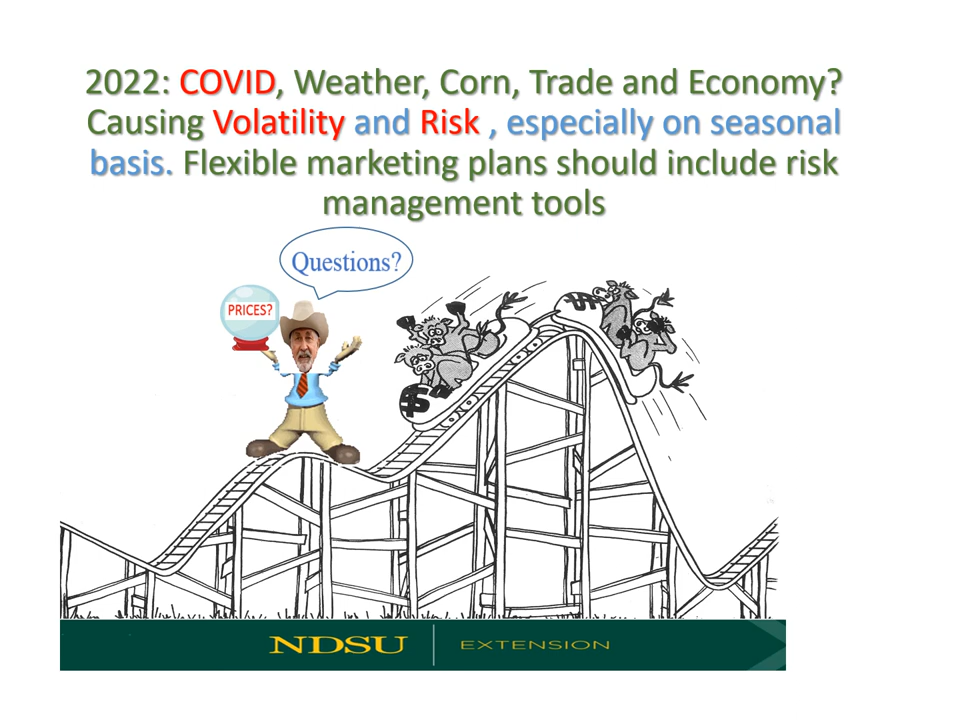 2022: COVID, Weather, Corn, Trade and Economy?
Causing Volatility and Risk , especially on seasonal
basis. Flexible marketing plans should include risk
management tools
Questions?
PRICES?
$
$
NDSU EXTENSION